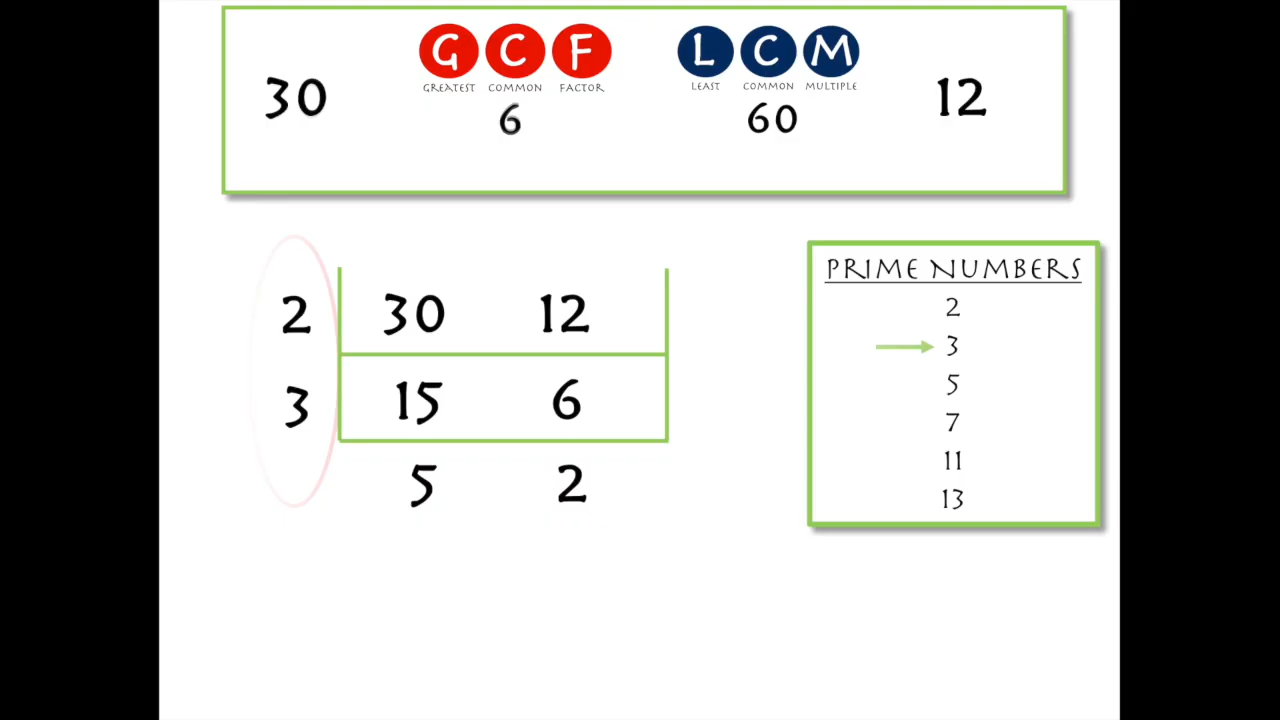 G C F L C M
GREATEST COMMON FACTOR LEAST COMMON MULTIPLE
30 6 60 12
2 30 12
3 15 6
5 2
PRIME NUMBERS
2
3
5
7
11
13